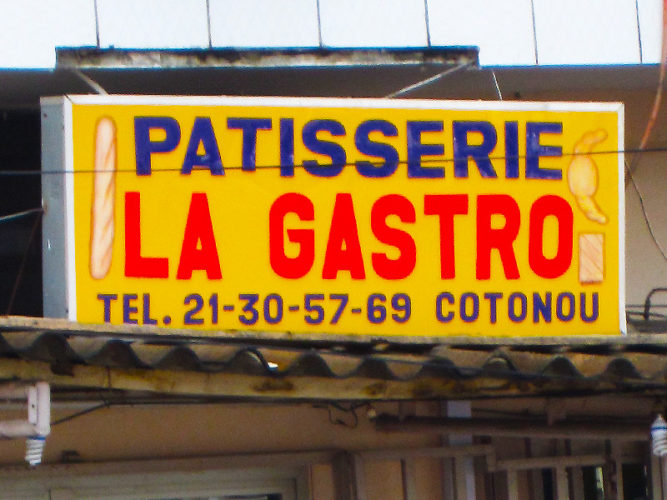 PATISSERIE
LA GASTRO
TEL. 21-30-57-69 COTONOU